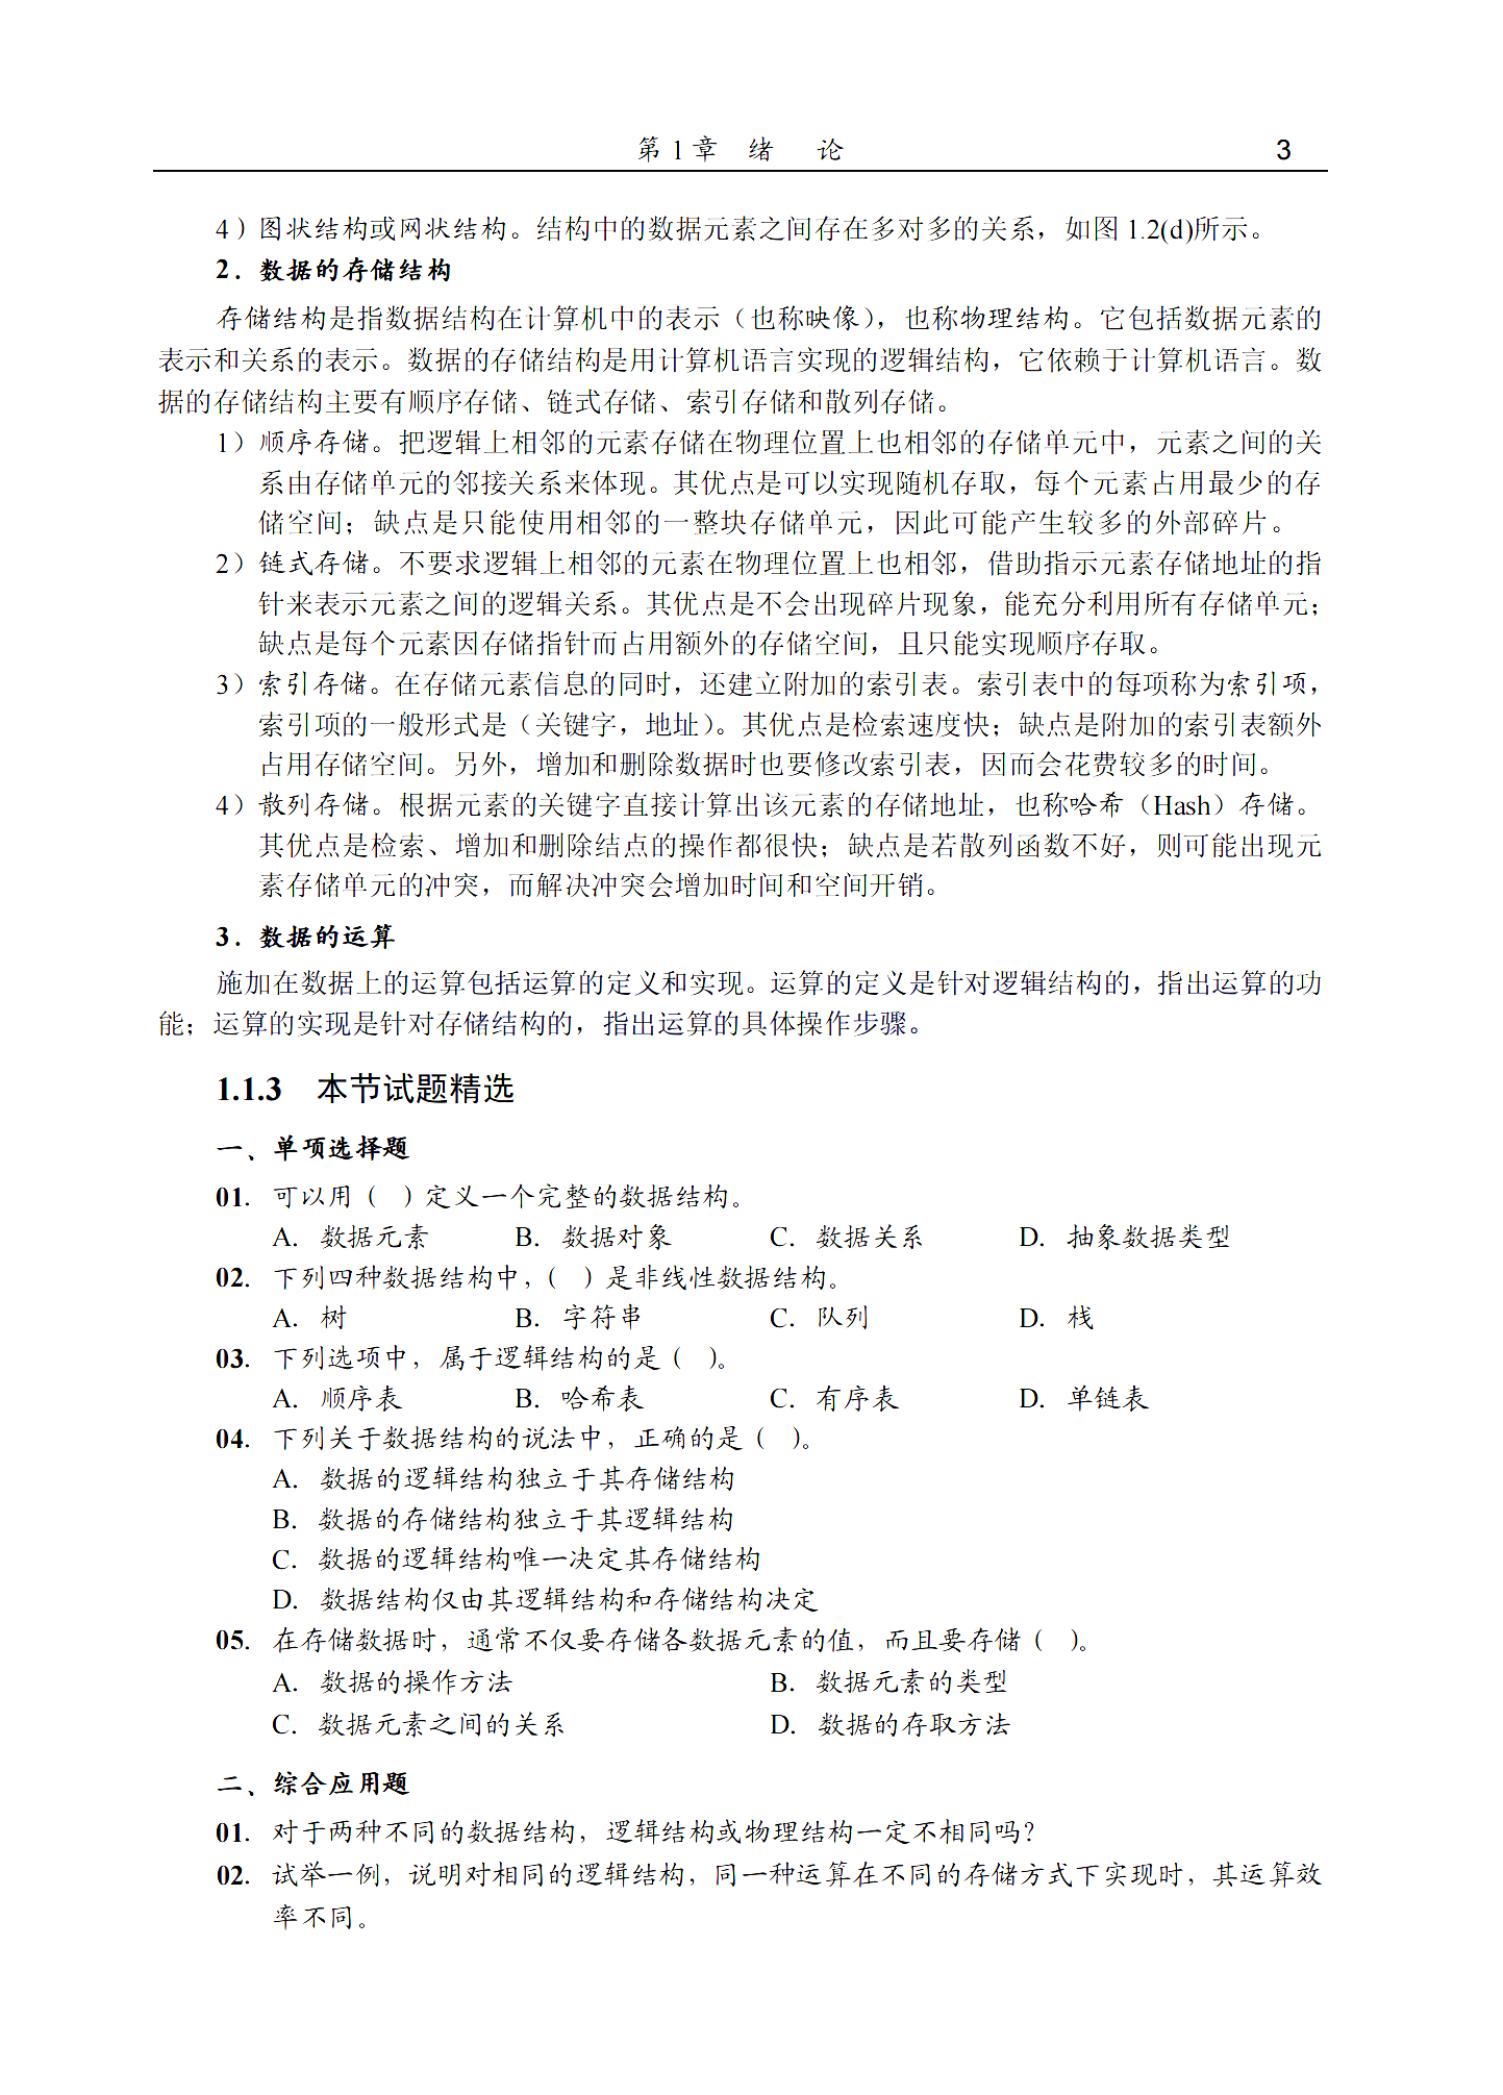 第 1 章 绪 论 3
4）图状结构或网状结构。结构中的数据元素之间存在多对多的关系，如图 1.2(d)所示。
2．数据的存储结构
存储结构是指数据结构在计算机中的表示（也称映像），也称物理结构。它包括数据元素的
表示和关系的表示。数据的存储结构是用计算机语言实现的逻辑结构，它依赖于计算机语言。数
据的存储结构主要有顺序存储、链式存储、索引存储和散列存储。
1）顺序存储。把逻辑上相邻的元素存储在物理位置上也相邻的存储单元中，元素之间的关
系由存储单元的邻接关系来体现。其优点是可以实现随机存取，每个元素占用最少的存
储空间；缺点是只能使用相邻的一整块存储单元，因此可能产生较多的外部碎片。
2）链式存储。不要求逻辑上相邻的元素在物理位置上也相邻，借助指示元素存储地址的指
针来表示元素之间的逻辑关系。其优点是不会出现碎片现象，能充分利用所有存储单元；
缺点是每个元素因存储指针而占用额外的存储空间，且只能实现顺序存取。
3）索引存储。在存储元素信息的同时，还建立附加的索引表。索引表中的每项称为索引项，
索引项的一般形式是（关键字，地址）。其优点是检索速度快；缺点是附加的索引表额外
占用存储空间。另外，增加和删除数据时也要修改索引表，因而会花费较多的时间。
4）散列存储。根据元素的关键字直接计算出该元素的存储地址，也称哈希（Hash）存储。
其优点是检索、增加和删除结点的操作都很快；缺点是若散列函数不好，则可能出现元
素存储单元的冲突，而解决冲突会增加时间和空间开销。
3．数据的运算
施加在数据上的运算包括运算的定义和实现。运算的定义是针对逻辑结构的，指出运算的功
能；运算的实现是针对存储结构的，指出运算的具体操作步骤。
1.1.3 本节试题精选
一、单项选择题
01. 可以用（ ）定义一个完整的数据结构。
A. 数据元素 B. 数据对象 C. 数据关系 D. 抽象数据类型
02. 下列四种数据结构中，（ ）是非线性数据结构。
A. 树 B. 字符串 C. 队列 D. 栈
03. 下列选项中，属于逻辑结构的是（ ）。
A. 顺序表 B. 哈希表 C. 有序表 D. 单链表
04. 下列关于数据结构的说法中，正确的是（ ）。
A. 数据的逻辑结构独立于其存储结构
B. 数据的存储结构独立于其逻辑结构
C. 数据的逻辑结构唯一决定其存储结构
D. 数据结构仅由其逻辑结构和存储结构决定
05. 在存储数据时，通常不仅要存储各数据元素的值，而且要存储（ ）。
A. 数据的操作方法 B. 数据元素的类型
C. 数据元素之间的关系 D. 数据的存取方法
二、综合应用题
01. 对于两种不同的数据结构，逻辑结构或物理结构一定不相同吗？
02. 试举一例，说明对相同的逻辑结构，同一种运算在不同的存储方式下实现时，其运算效
率不同。